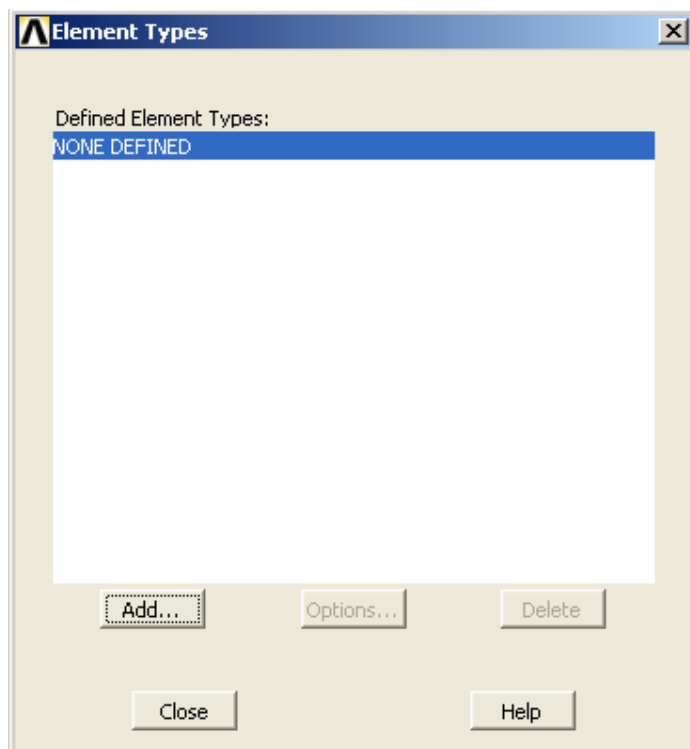 Element Types
Defined Element Types:
NONE DEFINED
Add... Options... Delete
Close Help